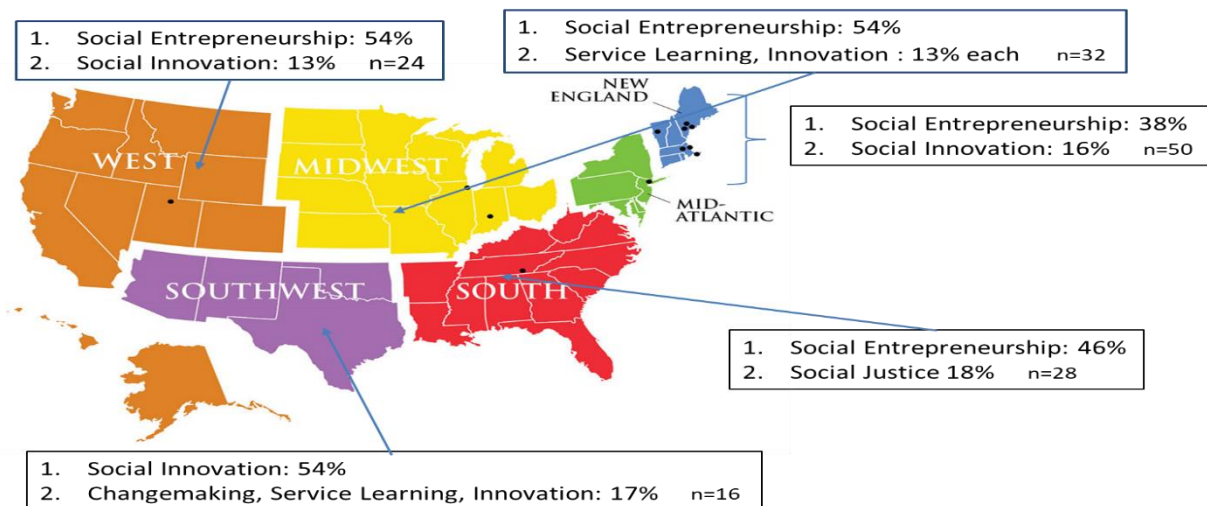 1. Social Entrepreneurship: 54%
2. Social Innovation: 13% n=24
1. Social Entrepreneurship: 54%
2. Service Learning, Innovation : 13% each n=32
NEW
ENGLAND
1. Social Entrepreneurship: 38%
2. Social Innovation: 16% n=50
WEST
MIDWEST
MID-
ATLANTIC
SOUTHWEST
SOUTH
1. Social Entrepreneurship: 46%
2. Social Justice 18% n=28
1. Social Innovation: 54%
2. Changemaking, Service Learning, Innovation: 17% n=16